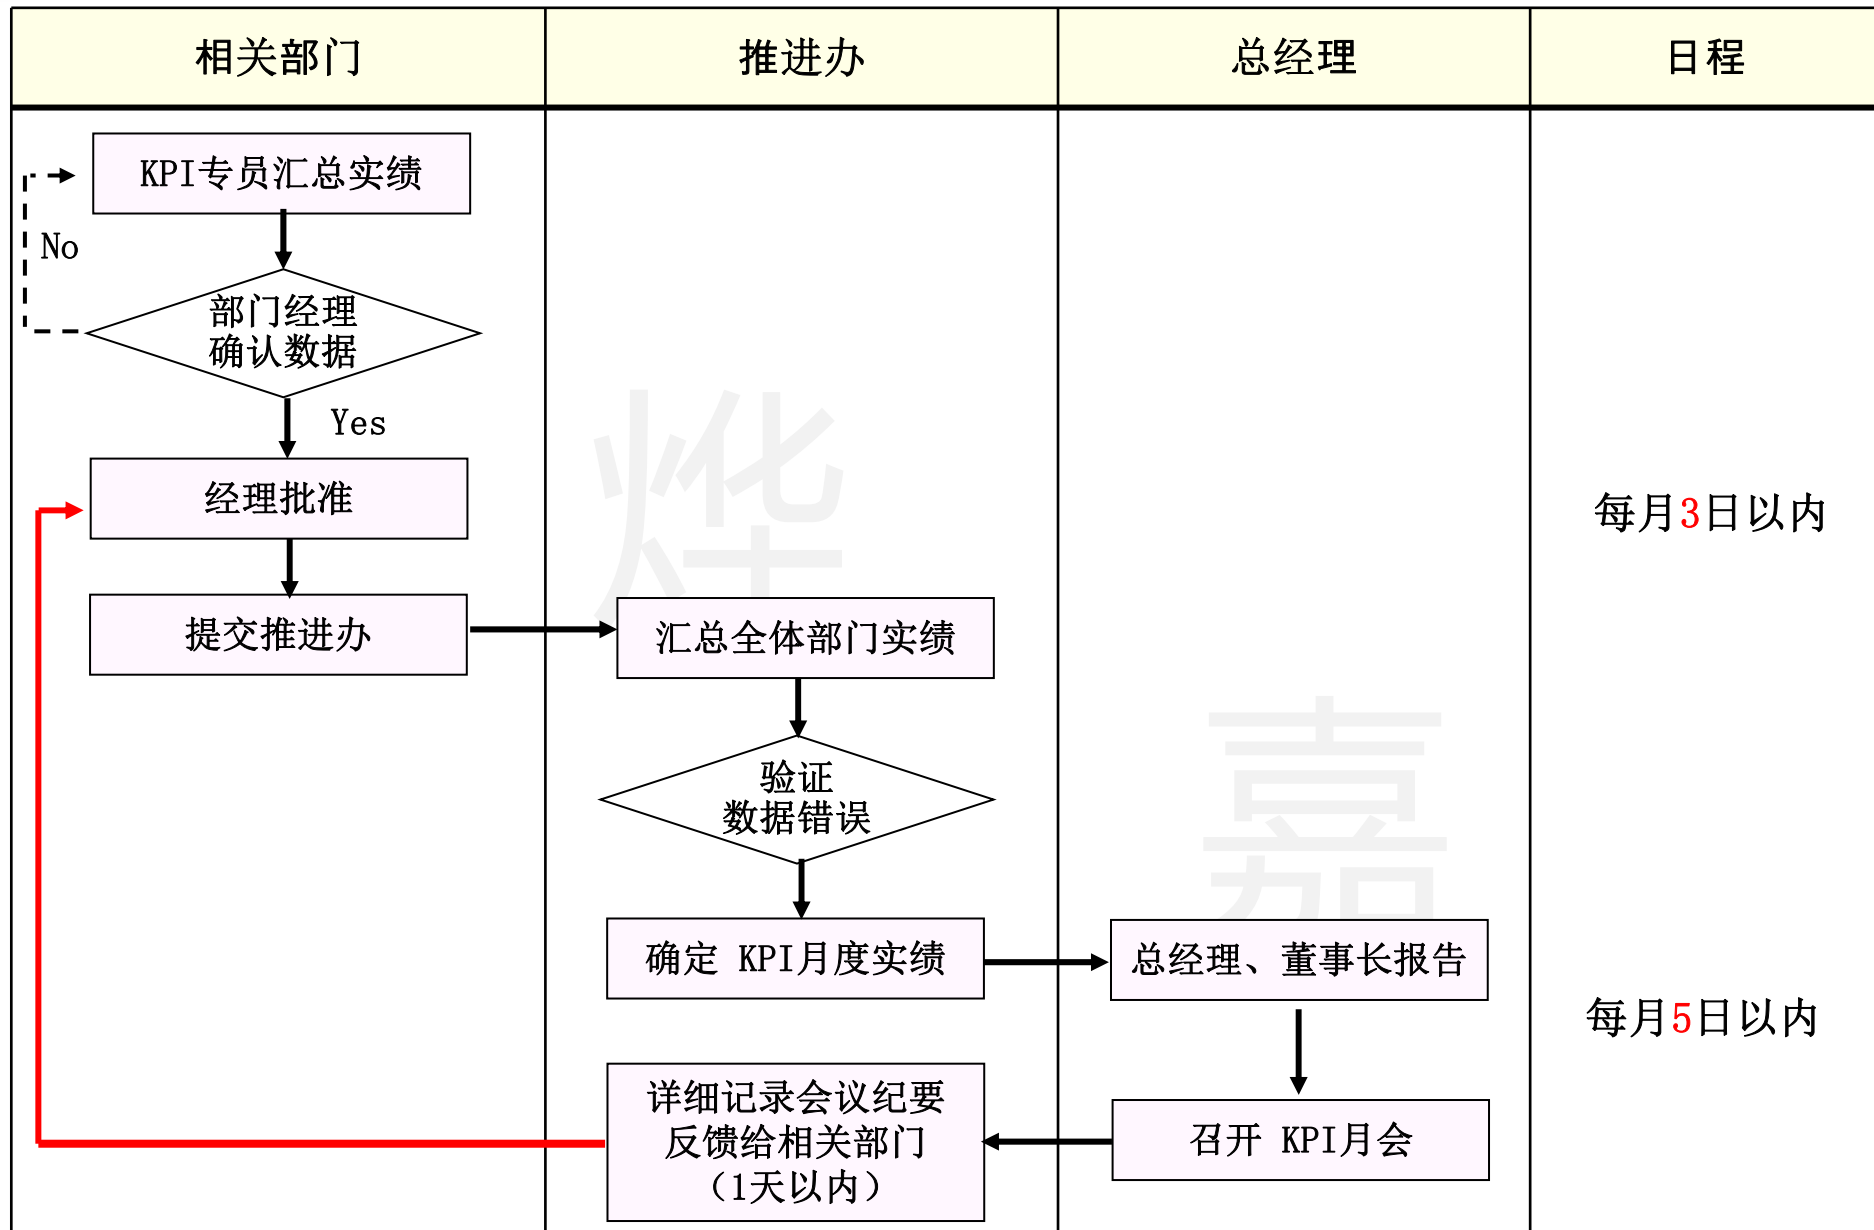 相关部门
推进办
总经理
日程
KPI专员汇总实绩
No
部门经理
确认数据
Yes
经理批准
每月3日以内
提交推进办
汇总全体部门实绩
验证
数据错误
确定 KPI月度实绩
总经理、董事长报告
每月5日以内
详细记录会议纪要
反馈给相关部门
（1天以内）
召开 KPI月会
烨
嘉